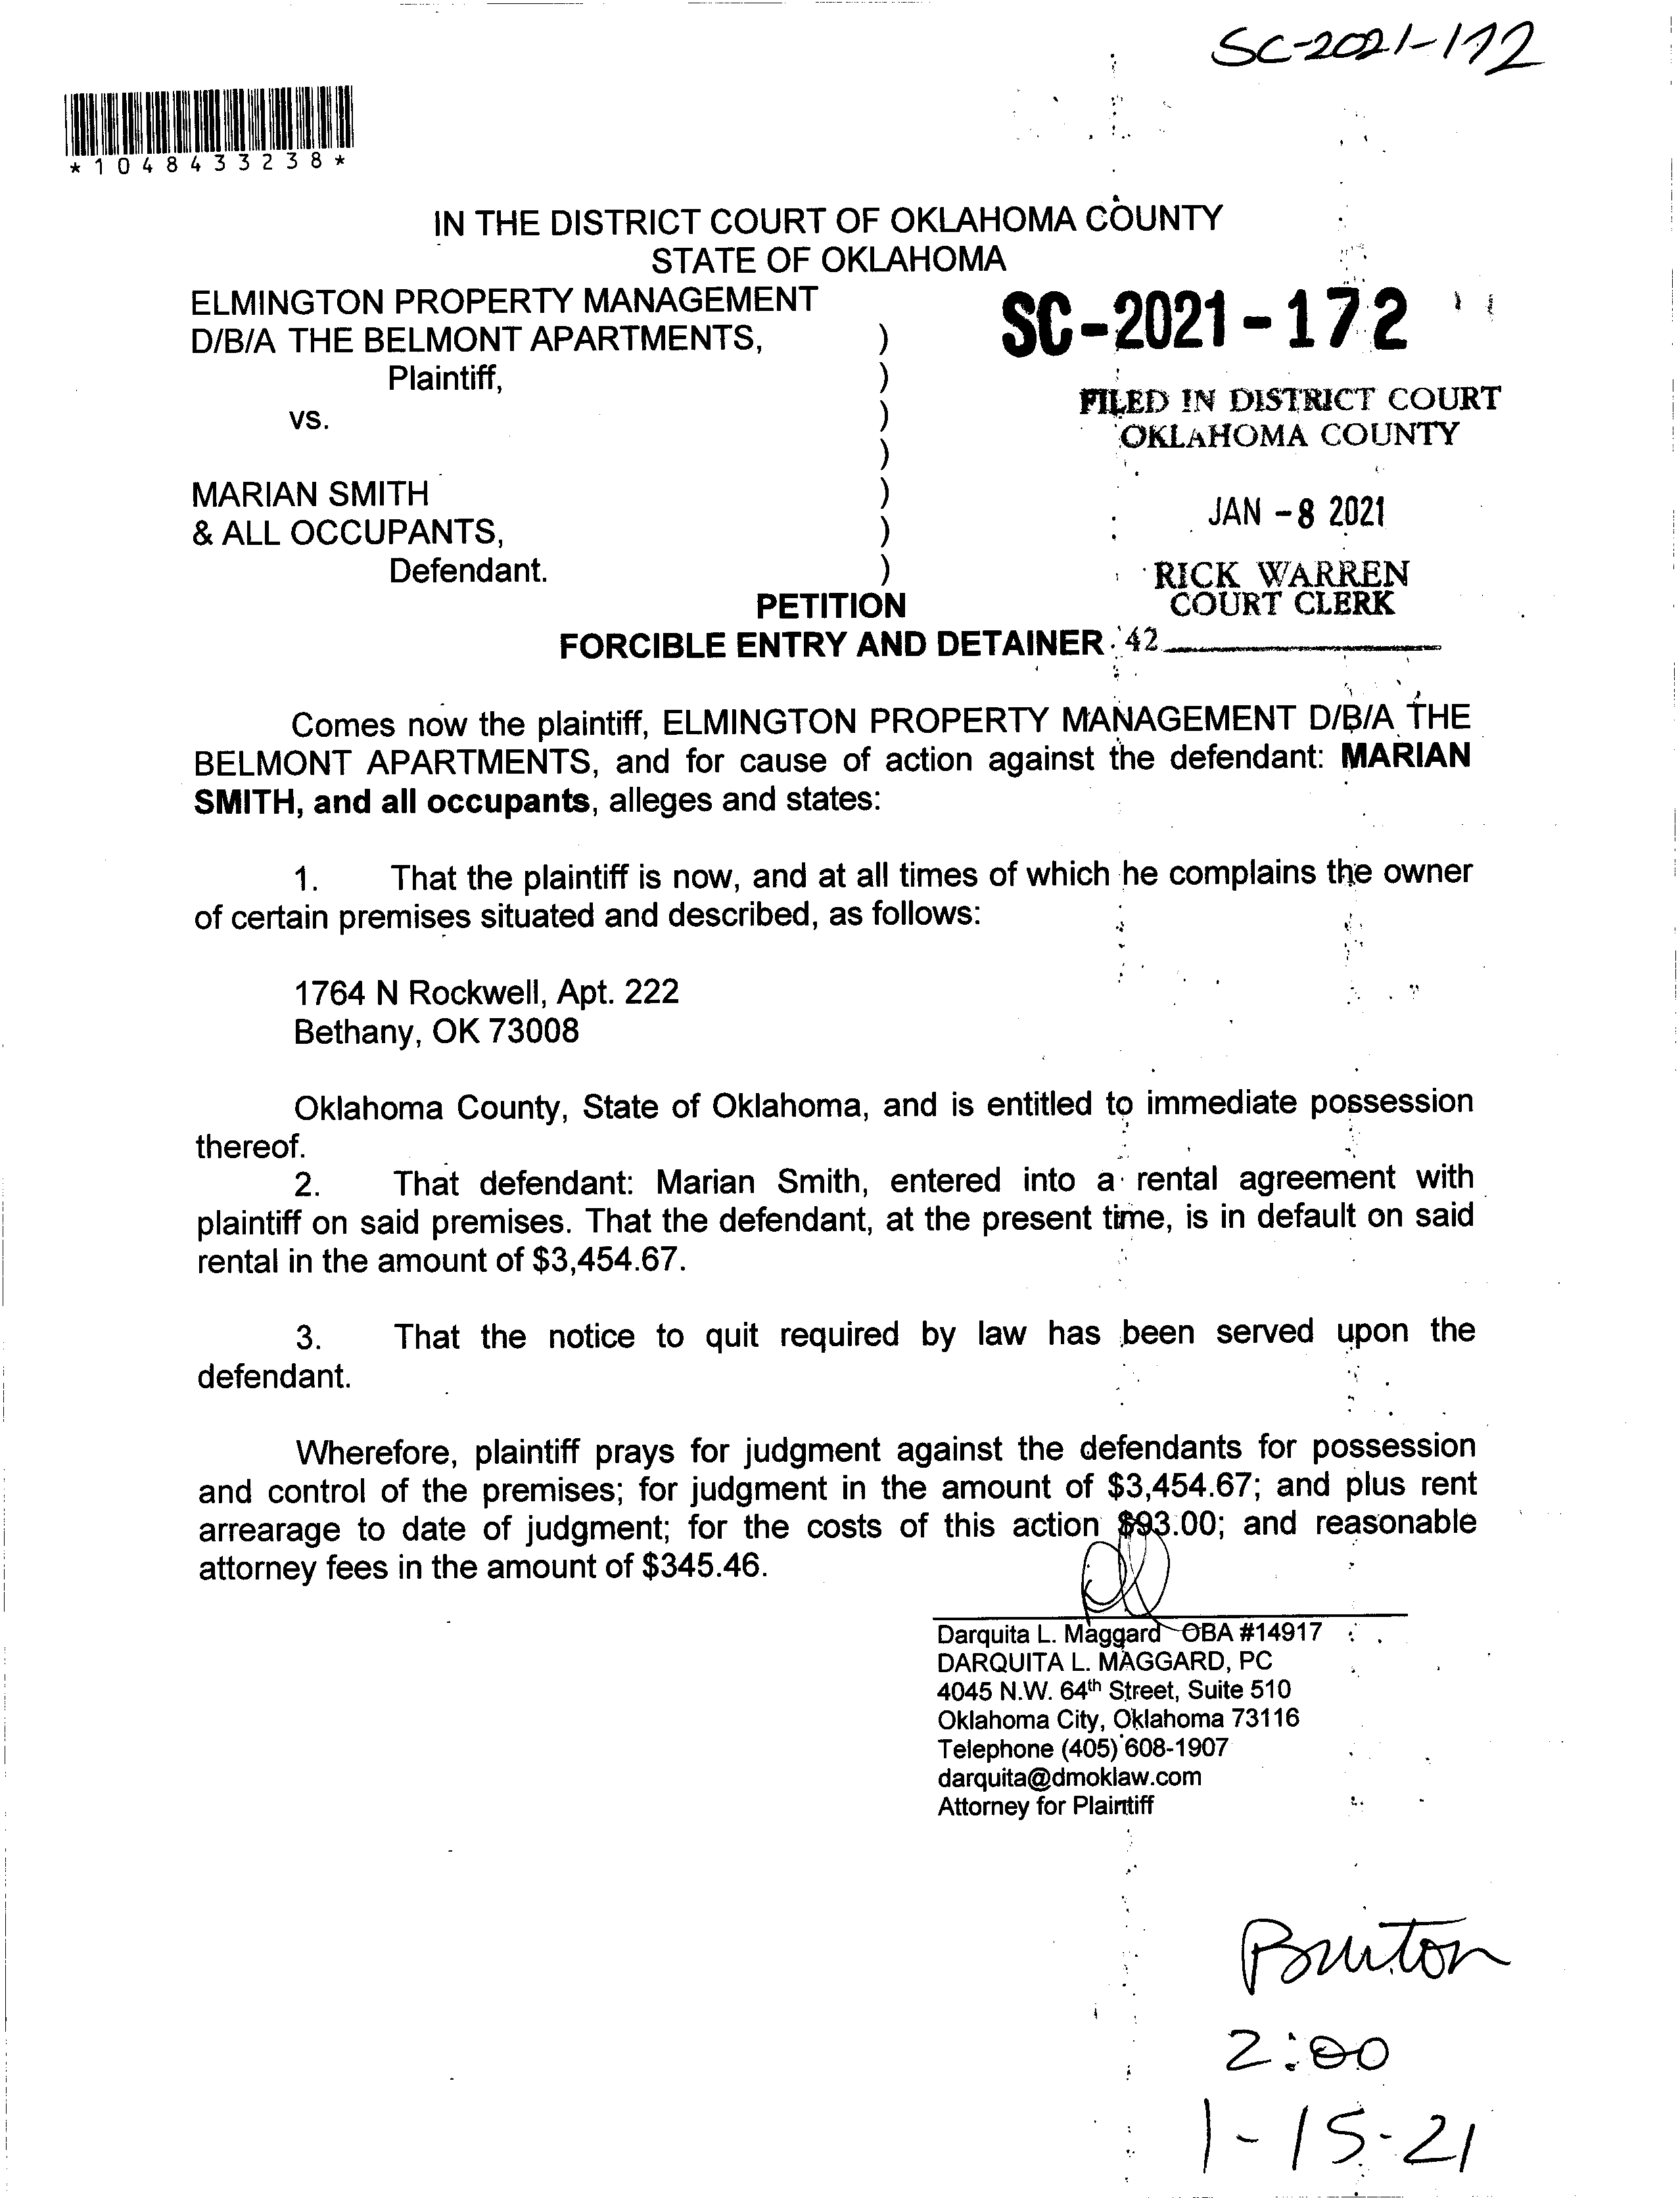 SC-2021-172
*1048433238*
IN THE DISTRICT COURT OF OKLAHOMA COUNTY
STATE OF OKLAHOMA
ELMINGTON PROPERTY MANAGEMENT
D/B/A THE BELMONT APARTMENTS, )
Plaintiff, )
vs. )
)
MARIAN SMITH )
& ALL OCCUPANTS, )
Defendant. )
SC-2021-172
FILED IN DISTRICT COURT
OKLAHOMA COUNTY
JAN -8 2021
RICK WARREN
COURT CLERK
42
PETITION
FORCIBLE ENTRY AND DETAINER
Comes now the plaintiff, ELMINGTON PROPERTY MANAGEMENT D/B/A THE
BELMONT APARTMENTS, and for cause of action against the defendant: MARIAN
SMITH, and all occupants, alleges and states:
1. That the plaintiff is now, and at all times of which he complains the owner
of certain premises situated and described, as follows:
1764 N Rockwell, Apt. 222
Bethany, OK 73008
Oklahoma County, State of Oklahoma, and is entitled to immediate possession
thereof.
2. That defendant: Marian Smith, entered into a rental agreement with
plaintiff on said premises. That the defendant, at the present time, is in default on said
rental in the amount of $3,454.67.
3. That the notice to quit required by law has been served upon the
defendant.
Wherefore, plaintiff prays for judgment against the defendants for possession
and control of the premises; for judgment in the amount of $3,454.67; and plus rent
arrearage to date of judgment; for the costs of this action $93.00; and reasonable
attorney fees in the amount of $345.46.
Darquita L. Maggard OBA #14917
DARQUITA L. MAGGARD, PC
4045 N.W. 64th Street, Suite 510
Oklahoma City, Oklahoma 73116
Telephone (405) 608-1907
darquita@dmoklaw.com
Attorney for Plaintiff
2:00
1-15-21